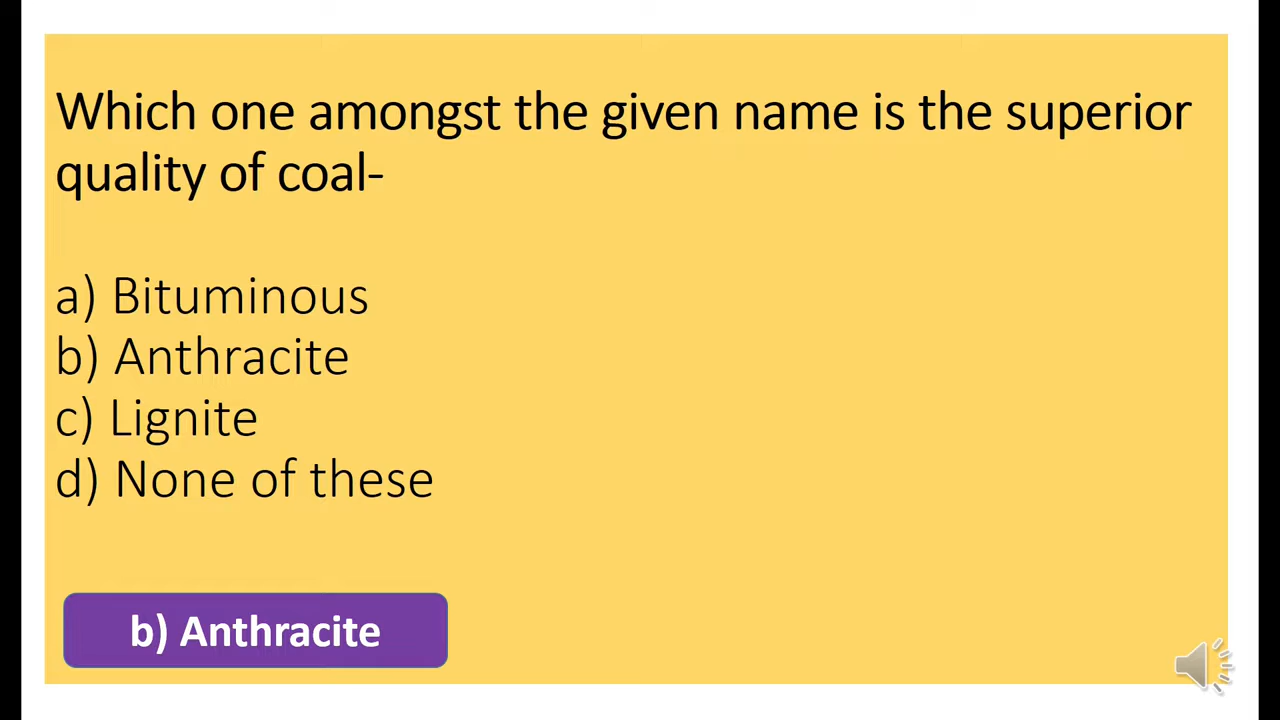 Which one amongst the given name is the superior
quality of coal-
a) Bituminous
b) Anthracite
c) Lignite
d) None of these
b) Anthracite